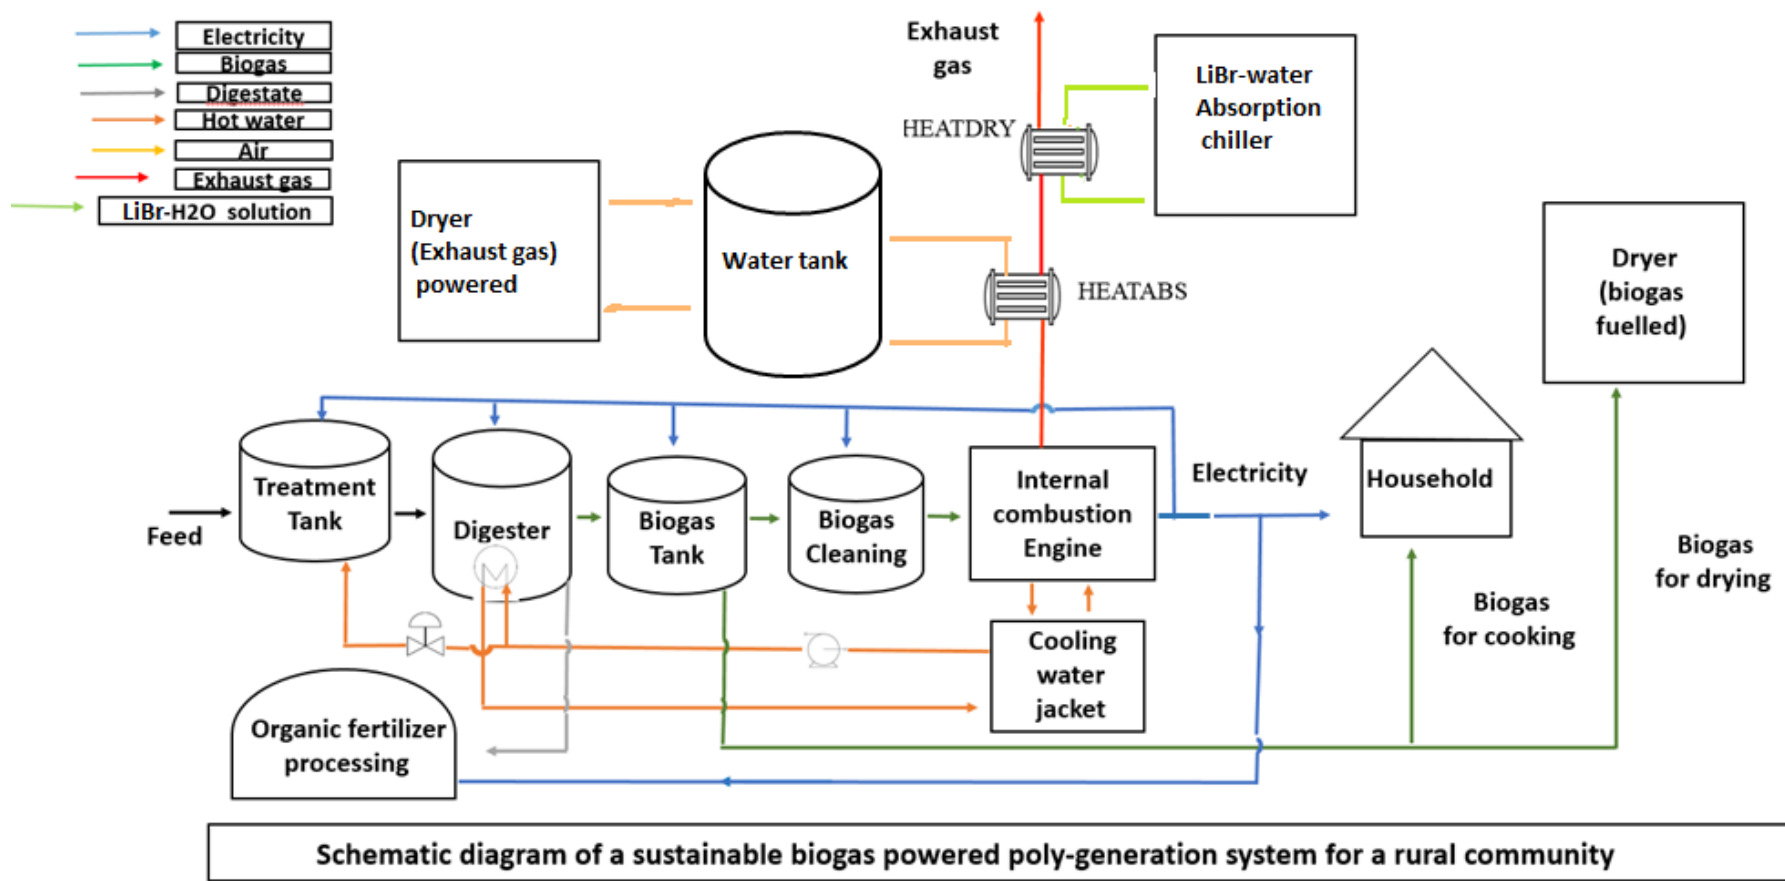 Electricity
Biogas
Digestate
Hot water
Air
Exhaust gas
LiBr-H2O solution
Exhaust
gas
LiBr-water
Absorption
chiller
HEATDRY
Dryer
(Exhaust gas)
powered
Water tank
HEATABS
Dryer
(biogas
fuelled)
Feed
Treatment
Tank
Digester
M
Biogas
Tank
Biogas
Cleaning
Internal
combustion
Engine
Electricity
Household
Biogas
for drying
Biogas
for cooking
Cooling
water
jacket
Organic fertilizer
processing
Schematic diagram of a sustainable biogas powered poly-generation system for a rural community